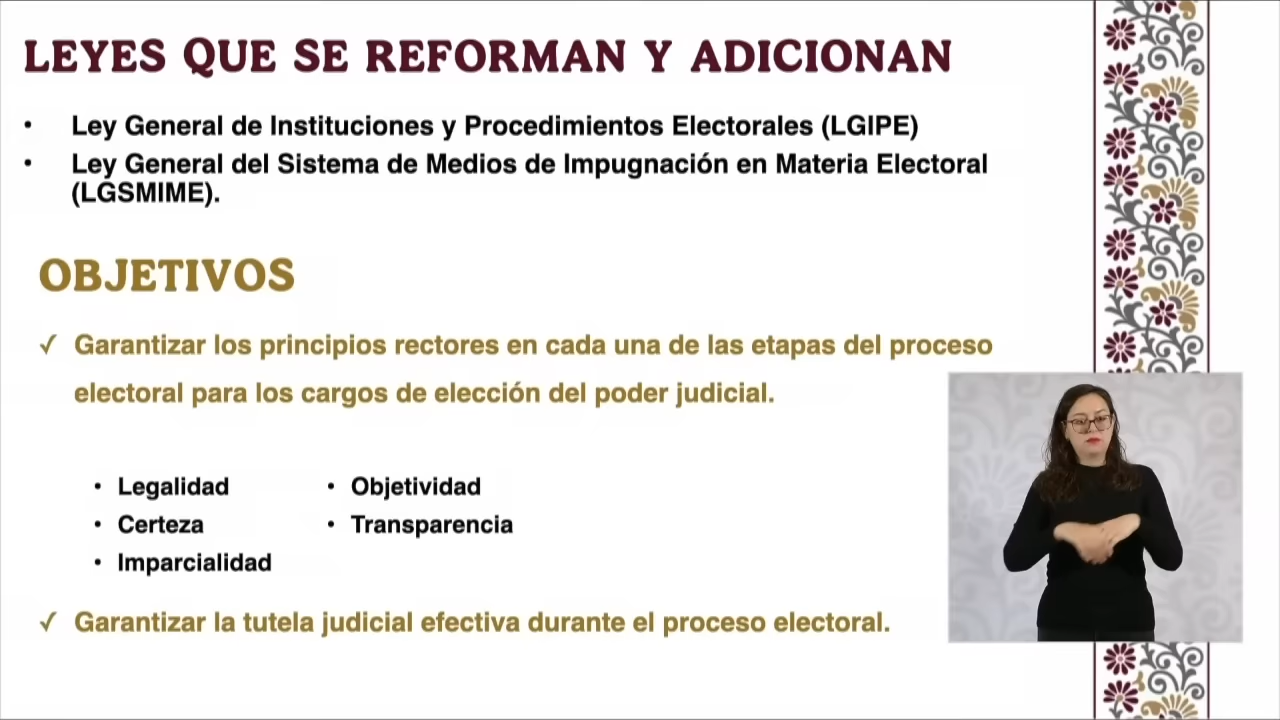 LEYES QUE SE REFORMAN Y ADICIONAN
• Ley General de Instituciones y Procedimientos Electorales (LGIPE)
• Ley General del Sistema de Medios de Impugnación en Materia Electoral
(LGSMIME).
OBJETIVOS
✓ Garantizar los principios rectores en cada una de las etapas del proceso
electoral para los cargos de elección del poder judicial.
• Legalidad
• Certeza
• Imparcialidad
• Objetividad
• Transparencia
✓ Garantizar la tutela judicial efectiva durante el proceso electoral.